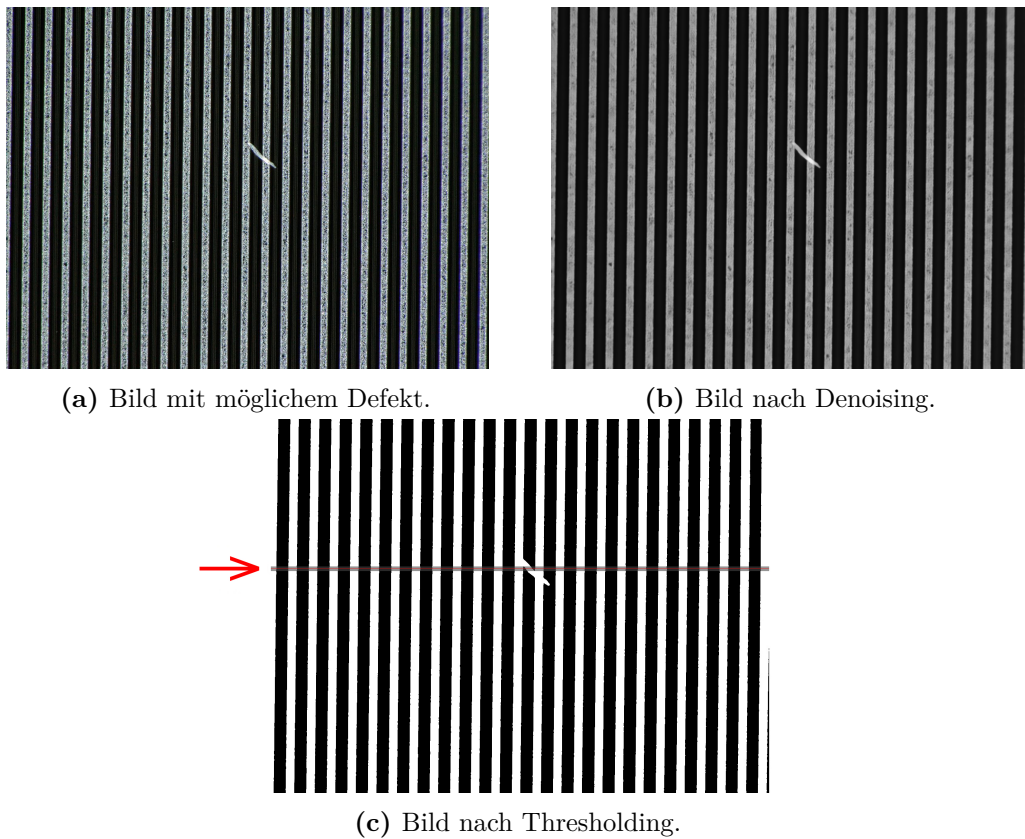 (a) Bild mit möglichem Defekt.
(b) Bild nach Denoising.
(c) Bild nach Thresholding.